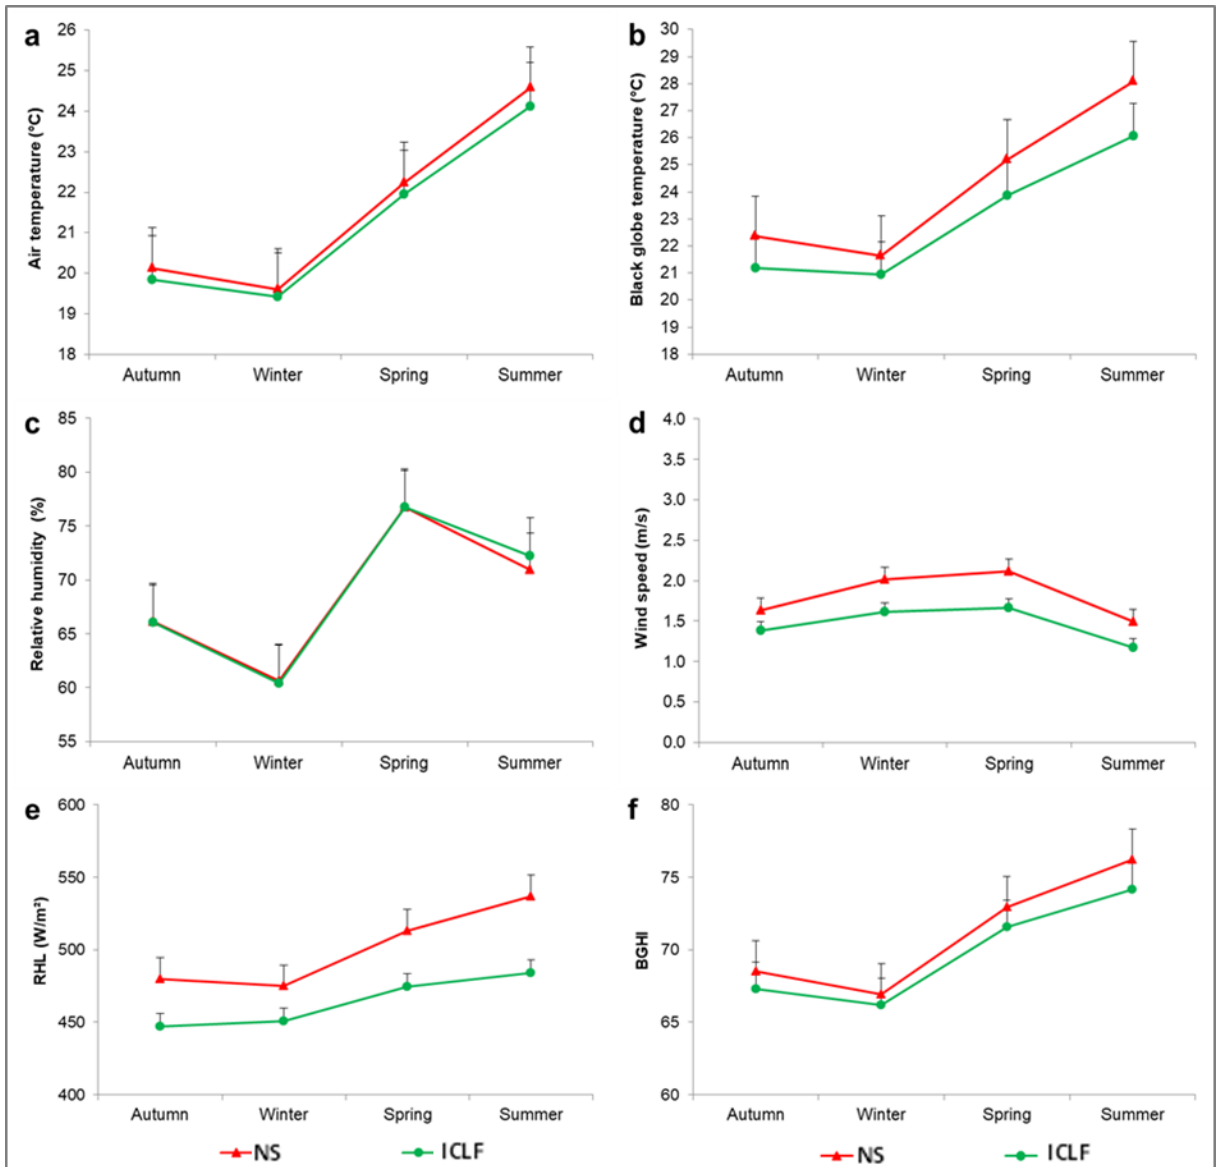 a
Air temperature (°C)
26
25
24
23
22
21
20
19
18
Autumn Winter Spring Summer
b
Black globe temperature (°C)
30
29
28
27
26
25
24
23
22
21
20
19
18
Autumn Winter Spring Summer
c
Relative humidity (%)
85
80
75
70
65
60
55
Autumn Winter Spring Summer
d
Wind speed (m/s)
4.0
3.5
3.0
2.5
2.0
1.5
1.0
0.5
0.0
Autumn Winter Spring Summer
e
RHL (W/m²)
600
550
500
450
400
Autumn Winter Spring Summer
NS ICLF
f
BGHI
80
75
70
65
60
Autumn Winter Spring Summer
NS ICLF